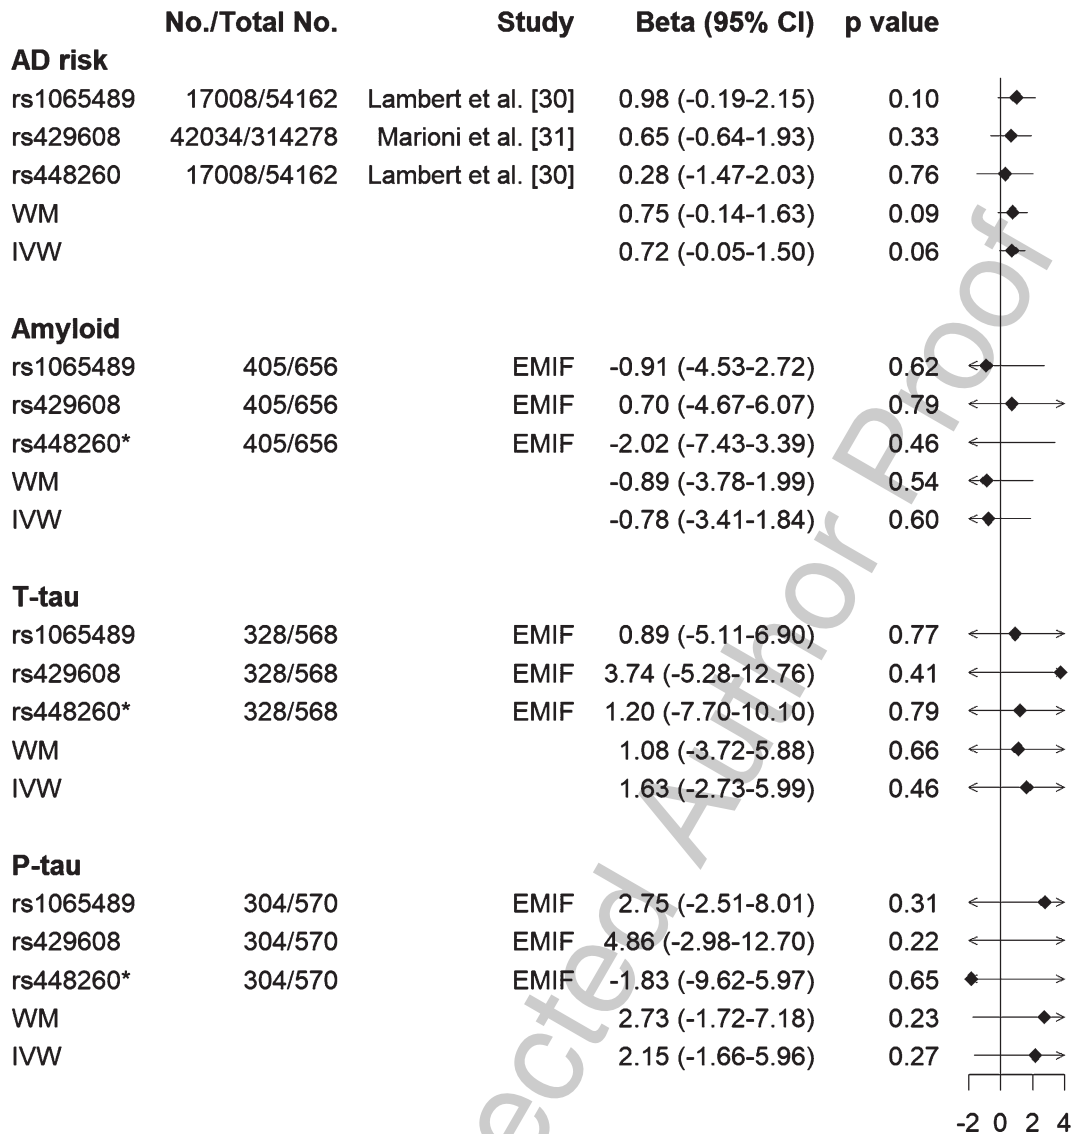 No./Total No. Study Beta (95% CI) p value
AD risk
rs1065489 17008/54162 Lambert et al. [30] 0.98 (-0.19-2.15) 0.10
rs429608 42034/314278 Marioni et al. [31] 0.65 (-0.64-1.93) 0.33
rs448260 17008/54162 Lambert et al. [30] 0.28 (-1.47-2.03) 0.76
WM 0.75 (-0.14-1.63) 0.09
IVW 0.72 (-0.05-1.50) 0.06
Amyloid
rs1065489 405/656 EMIF -0.91 (-4.53-2.72) 0.62
rs429608 405/656 EMIF 0.70 (-4.67-6.07) 0.79
rs448260* 405/656 EMIF -2.02 (-7.43-3.39) 0.46
WM -0.89 (-3.78-1.99) 0.54
IVW -0.78 (-3.41-1.84) 0.60
T-tau
rs1065489 328/568 EMIF 0.89 (-5.11-6.90) 0.77
rs429608 328/568 EMIF 3.74 (-5.28-12.76) 0.41
rs448260* 328/568 EMIF 1.20 (-7.70-10.10) 0.79
WM 1.08 (-3.72-5.88) 0.66
IVW 1.63 (-2.73-5.99) 0.46
P-tau
rs1065489 304/570 EMIF 2.75 (-2.51-8.01) 0.31
rs429608 304/570 EMIF 4.86 (-2.98-12.70) 0.22
rs448260* 304/570 EMIF -1.83 (-9.62-5.97) 0.65
WM 2.73 (-1.72-7.18) 0.23
IVW 2.15 (-1.66-5.96) 0.27
-2 0 2 4
ected Author Proof